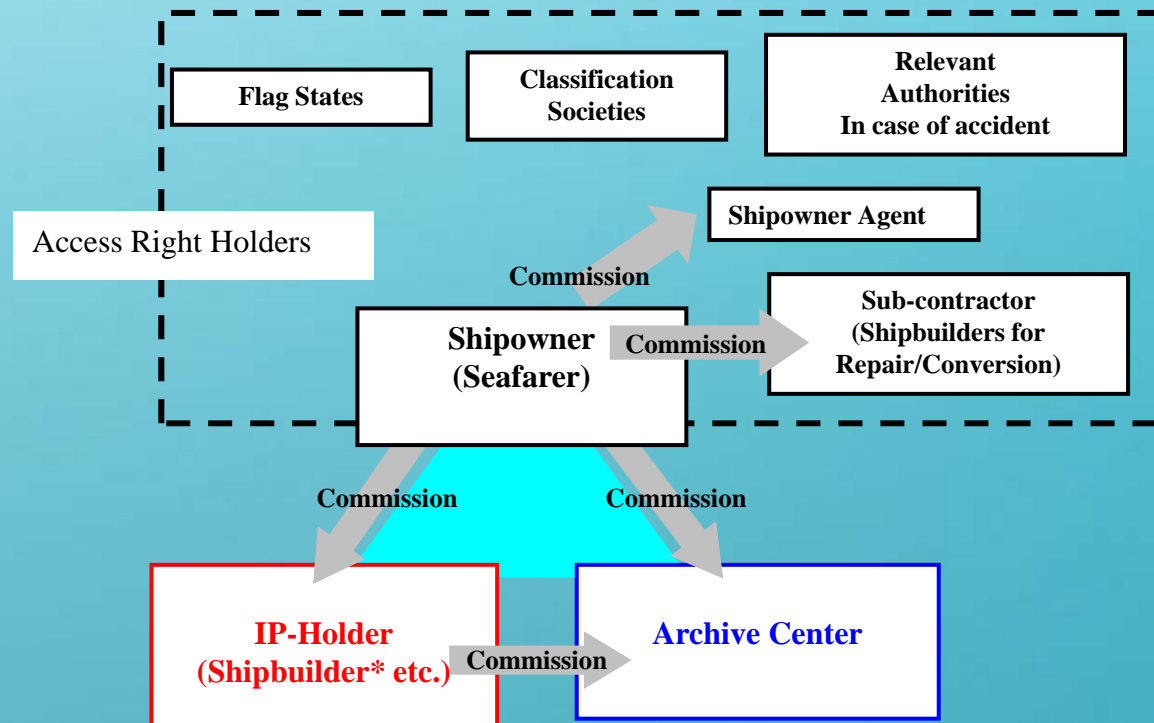 Flag States
Classification
Societies
Relevant
Authorities
In case of accident
Shipowner Agent
Access Right Holders
Commission
Shipowner
(Seafarer)
Commission
Sub-contractor
(Shipbuilders for
Repair/Conversion)
Commission
Commission
IP-Holder
(Shipbuilder* etc.)
Commission
Archive Center